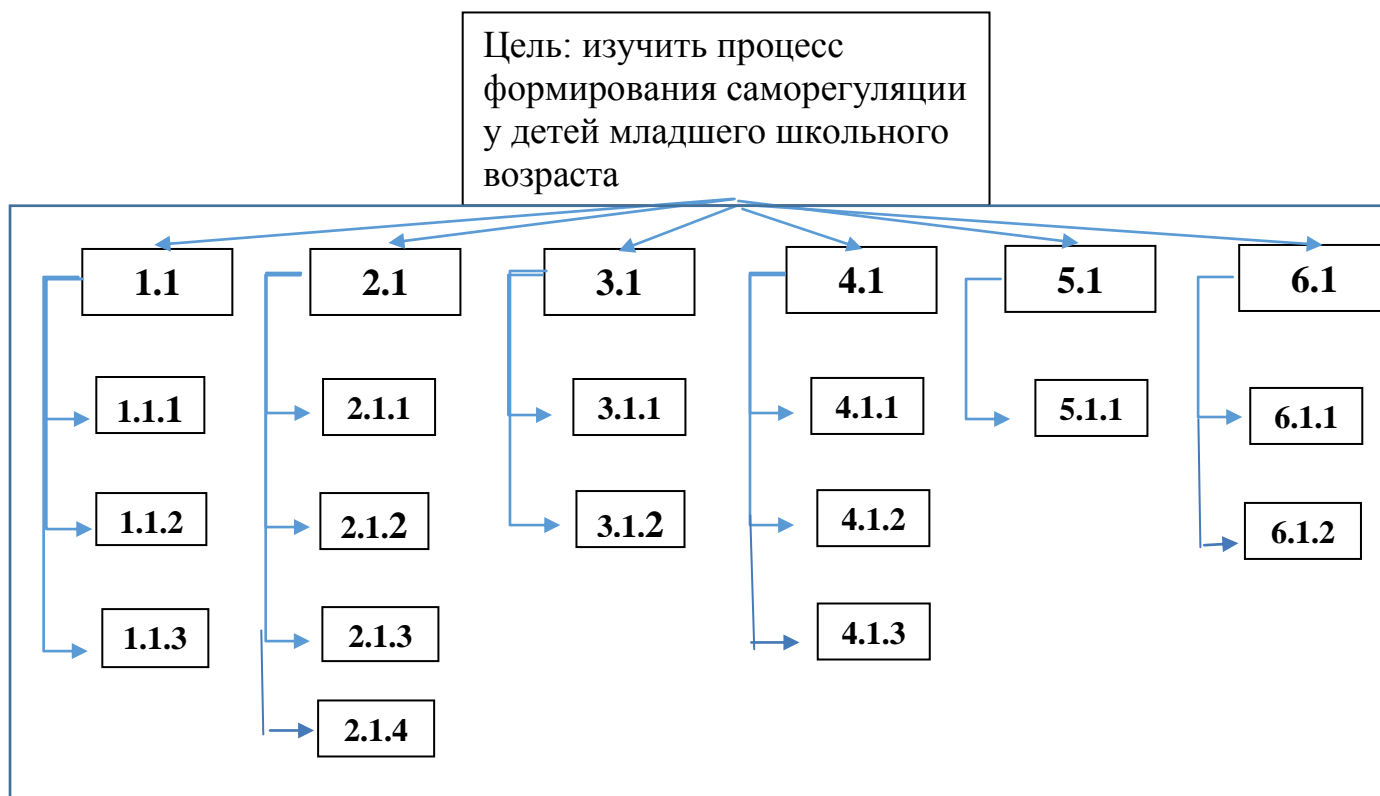 Цель: изучить процесс
формирования саморегуляции
у детей младшего школьного
возраста
1.1 2.1 3.1 4.1 5.1 6.1
1.1.1 2.1.1 3.1.1 4.1.1 5.1.1 6.1.1
1.1.2 2.1.2 3.1.2 4.1.2 6.1.2
1.1.3 2.1.3 4.1.3
2.1.4